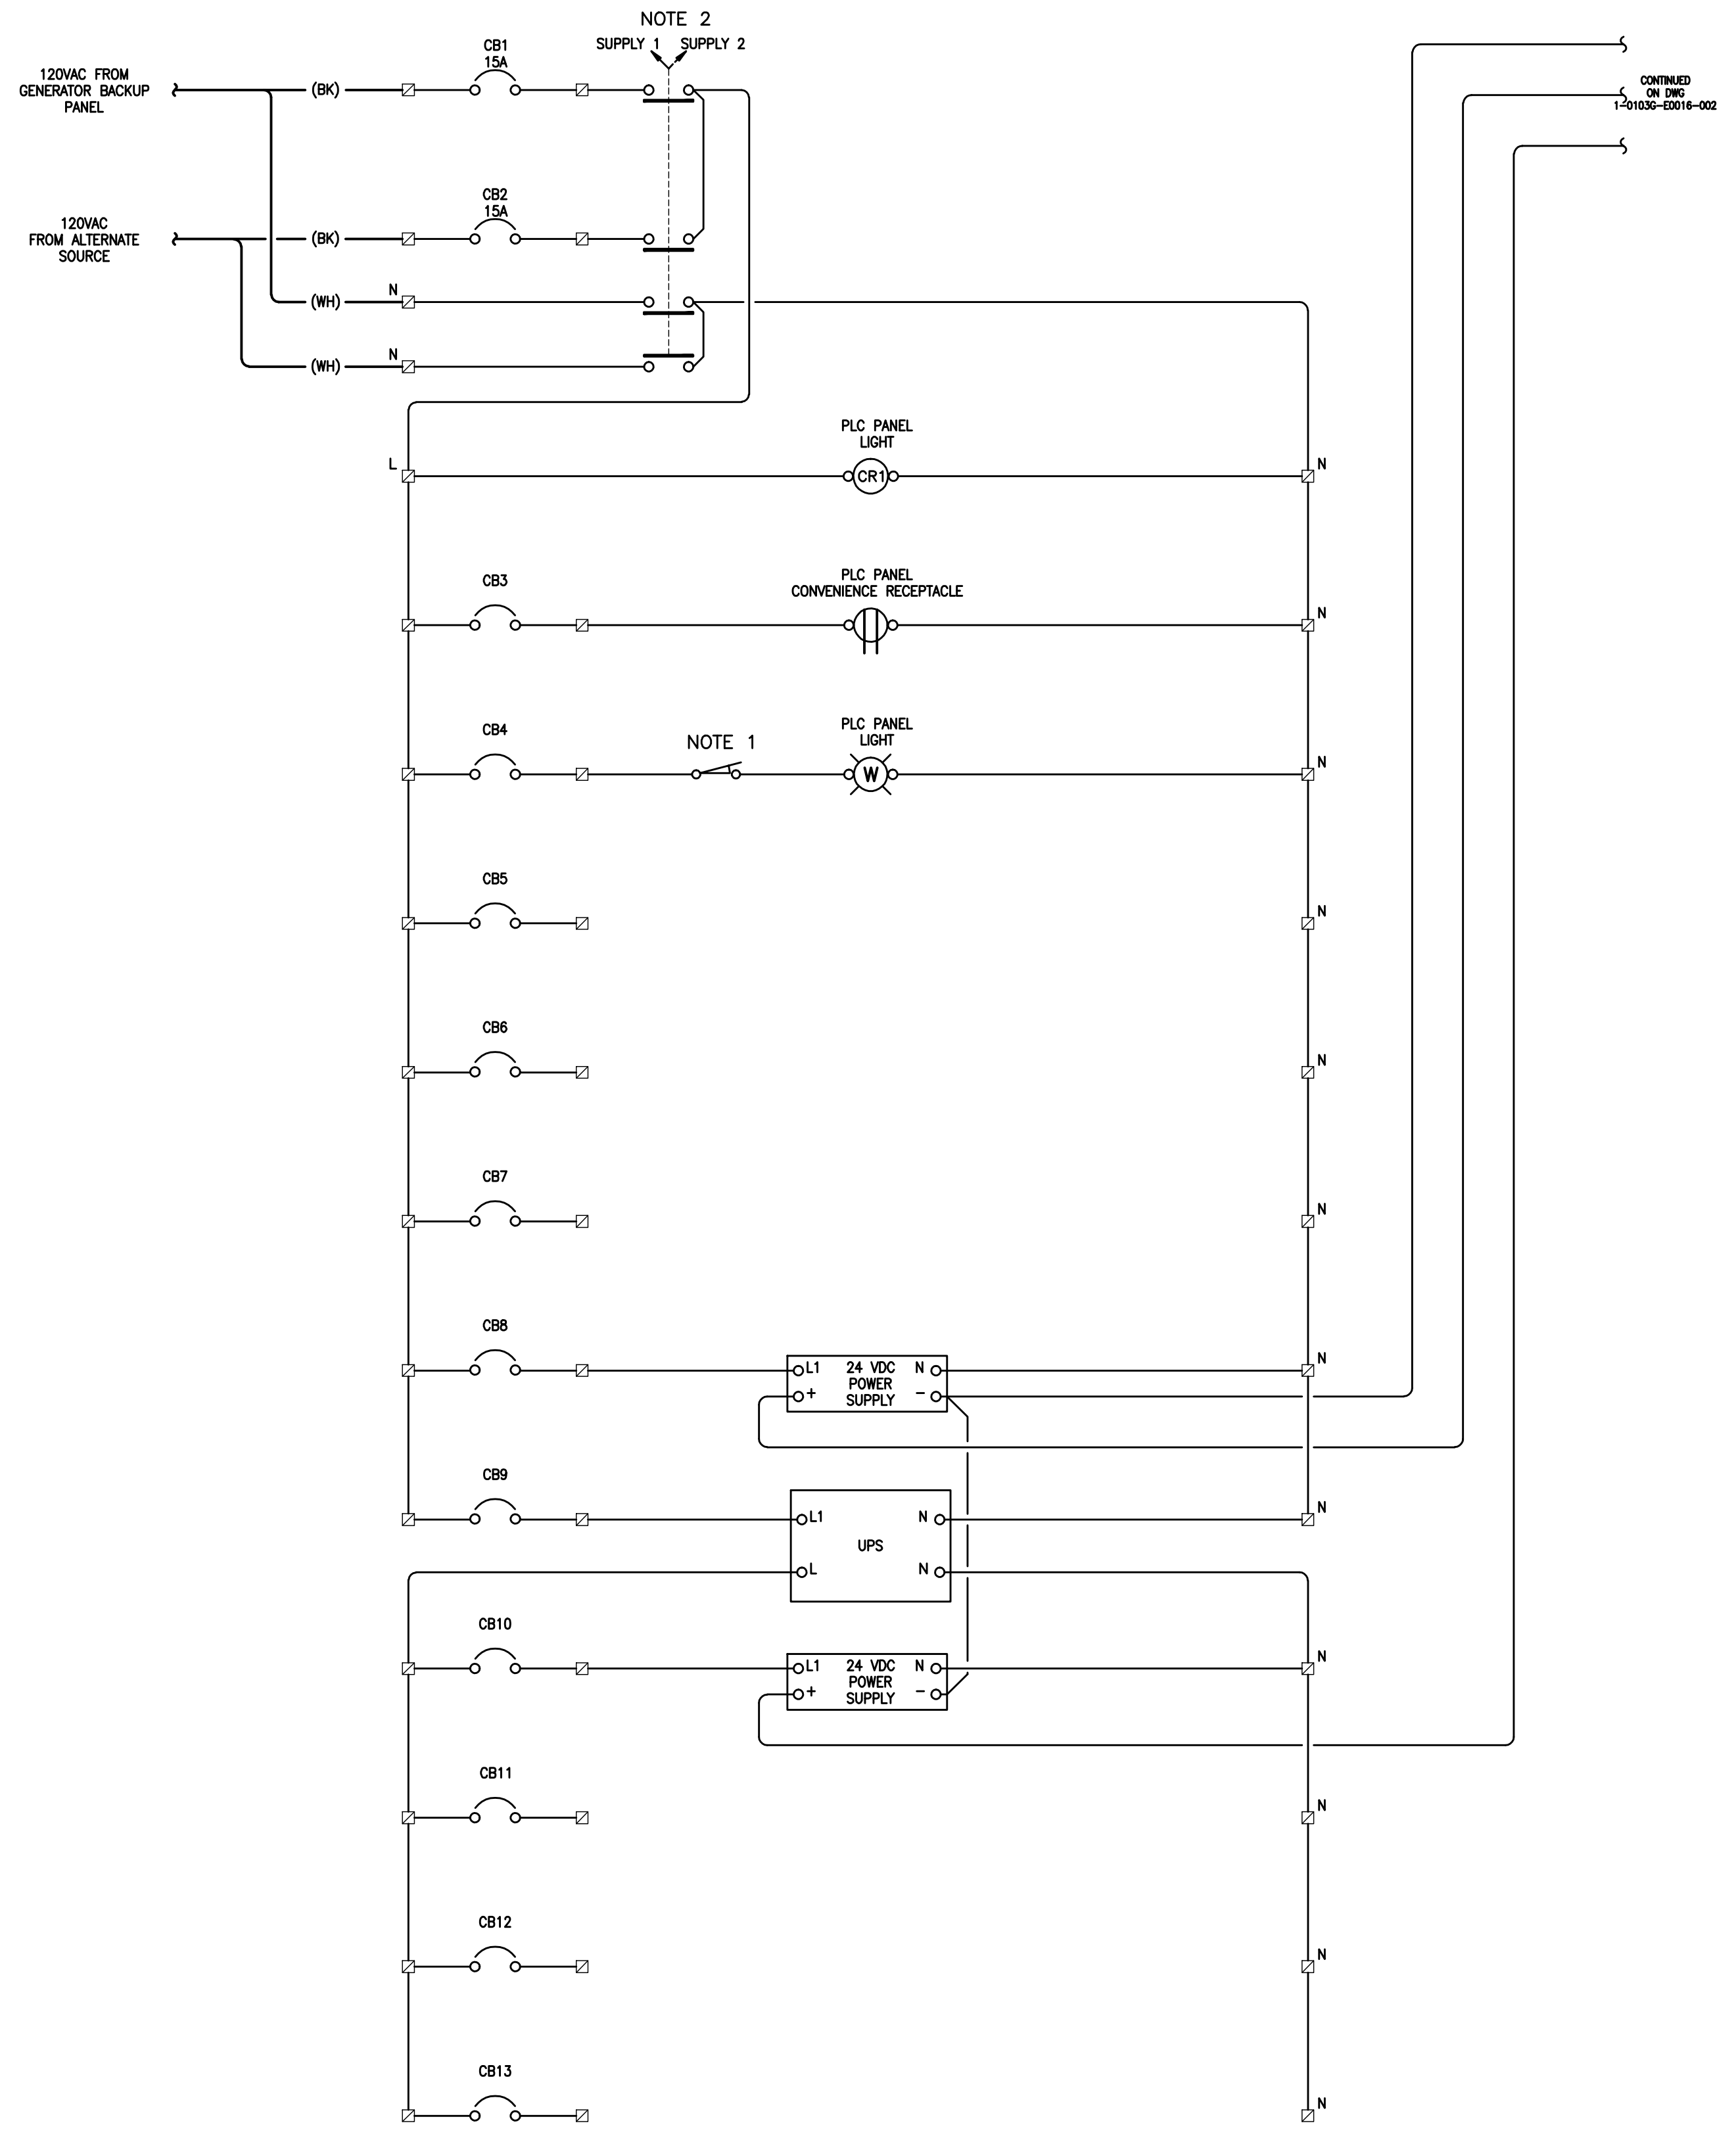 NOTE 2
SUPPLY 1 SUPPLY 2
CB1
15A
120VAC FROM
GENERATOR BACKUP
PANEL
(BK)
CONTINUED
ON DWG
1-0103G-E0016-002
CB2
15A
120VAC
FROM ALTERNATE
SOURCE
(BK)
(WH) N
(WH) N
PLC PANEL
LIGHT
L CR1 N
CB3
PLC PANEL
CONVENIENCE RECEPTACLE
N
CB4
NOTE 1
PLC PANEL
LIGHT
W N
CB5
N
CB6
N
CB7
N
CB8
L1 24 VDC N
POWER
SUPPLY
+ -
N
CB9
L1 N
UPS
L N
N
CB10
L1 24 VDC N
POWER
SUPPLY
+ -
N
CB11
N
CB12
N
CB13
N